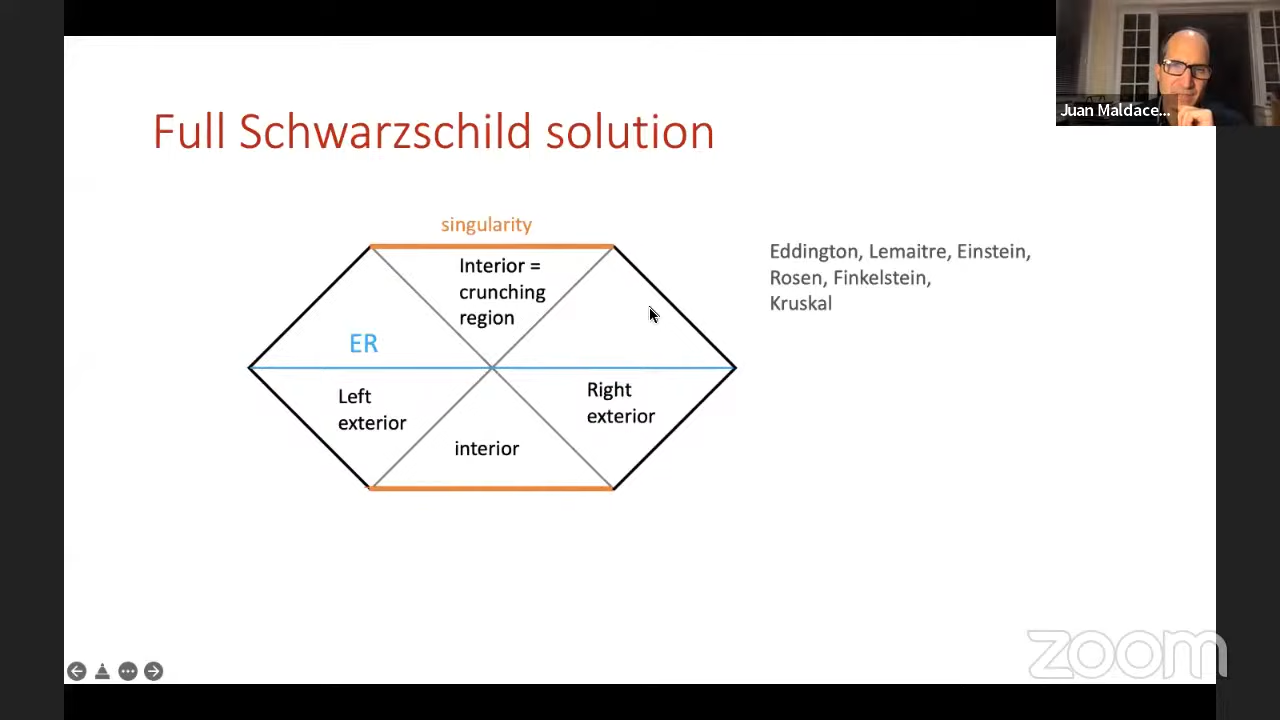 Juan Maldace...
Full Schwarzschild solution
singularity
Interior =
crunching
region
Eddington, Lemaitre, Einstein,
Rosen, Finkelstein,
Kruskal
ER
Left
exterior
Right
exterior
interior
zoom